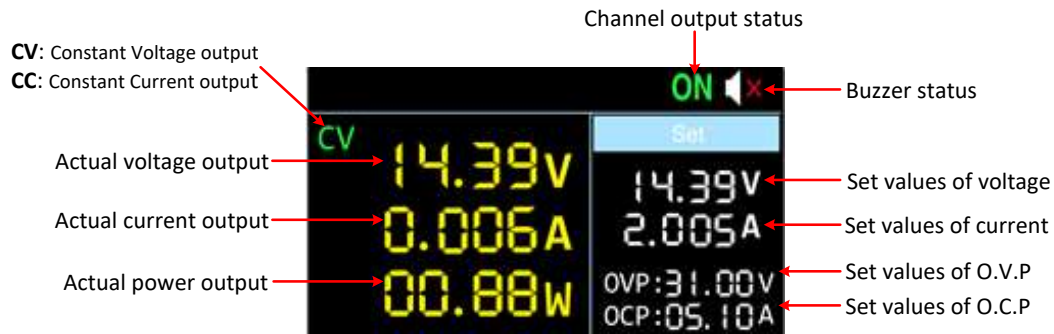 Channel output status
CV: Constant Voltage output
CC: Constant Current output
ON
Buzzer status
CV
Set
Actual voltage output
14.39V
14.39V
Set values of voltage
Actual current output
0.006A
2.005A
Set values of current
Actual power output
00.88W
OVP:31.00V
Set values of O.V.P
OCP:05.10A
Set values of O.C.P